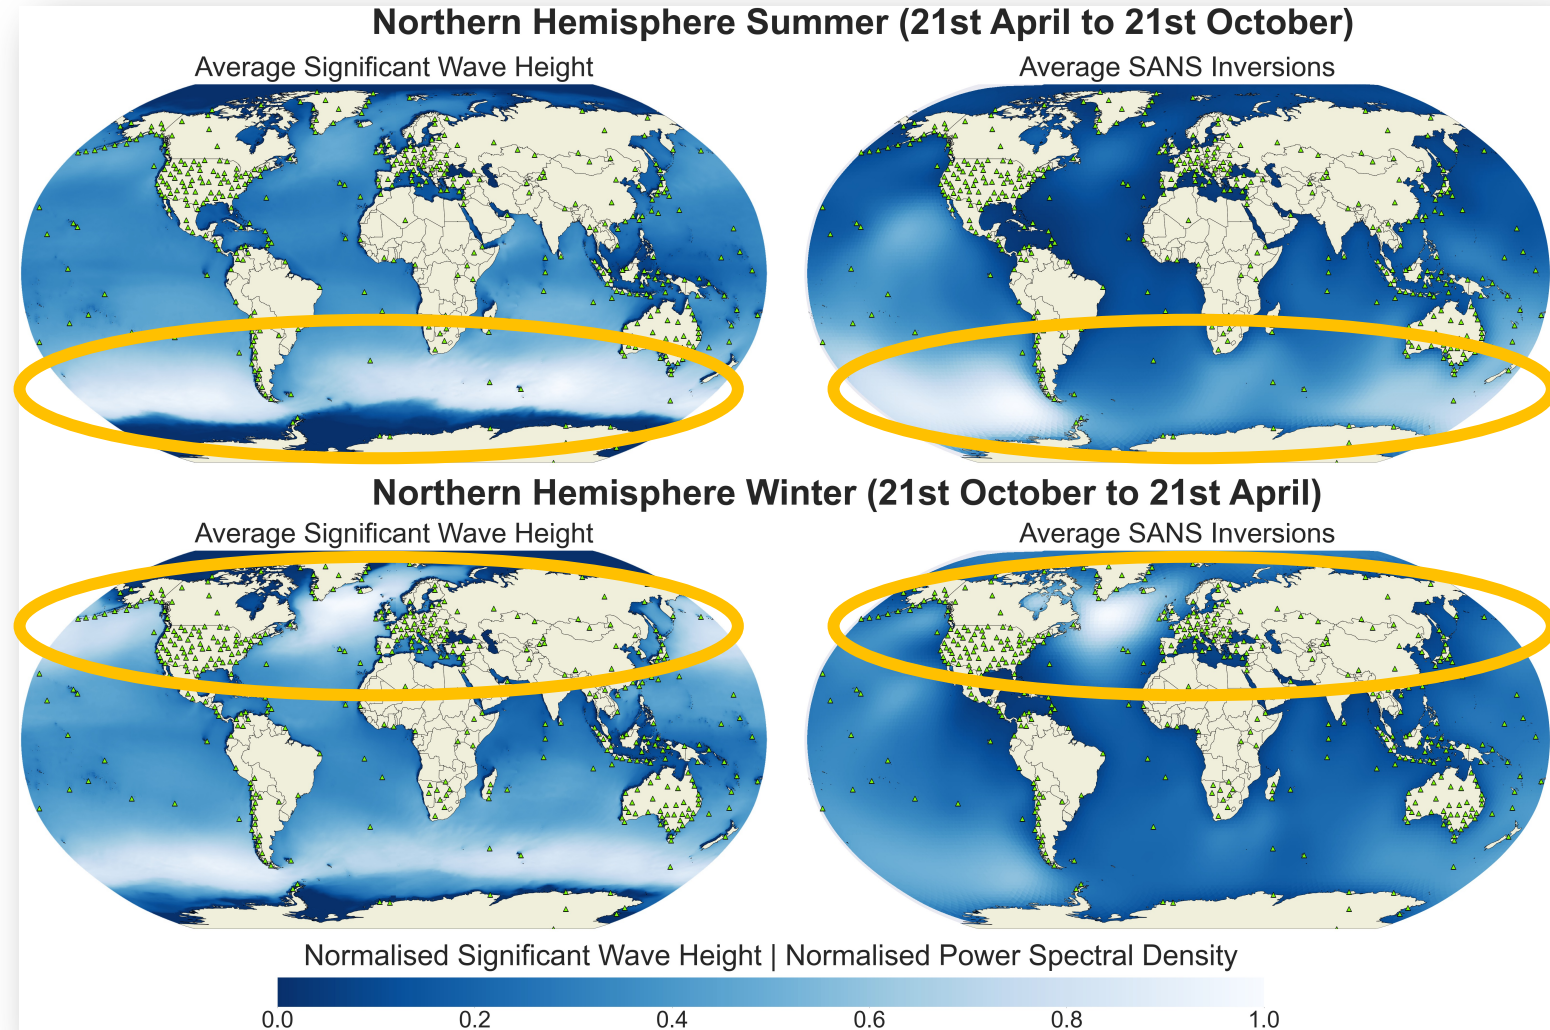 Northern Hemisphere Summer (21st April to 21st October)
Average Significant Wave Height
Average SANS Inversions
Northern Hemisphere Winter (21st October to 21st April)
Average Significant Wave Height
Average SANS Inversions
Normalised Significant Wave Height | Normalised Power Spectral Density
0.0 0.2 0.4 0.6 0.8 1.0